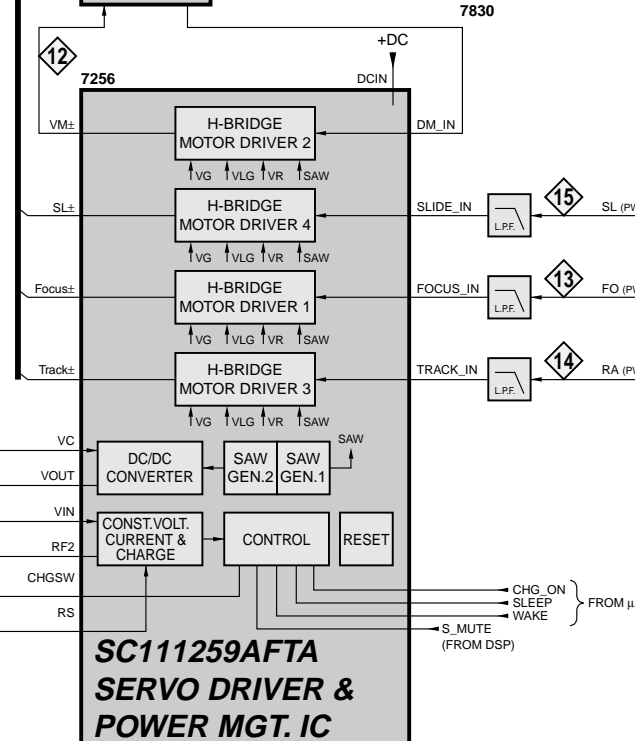 7830
+DC
12
7256
DCIN
VM±
H-BRIDGE
MOTOR DRIVER 2
DM_IN
VG VLG VR SAW
SL±
H-BRIDGE
MOTOR DRIVER 4
SLIDE_IN
L.P.F.
15
SL (PW
VG VLG VR SAW
Focus±
H-BRIDGE
MOTOR DRIVER 1
FOCUS_IN
L.P.F.
13
FO (PW
VG VLG VR SAW
Track±
H-BRIDGE
MOTOR DRIVER 3
TRACK_IN
L.P.F.
14
RA (PW
VG VLG VR SAW
VC
VOUT
DC/DC
CONVERTER
SAW
GEN.2
SAW
GEN.1
SAW
VIN
RF2
CONST.VOLT.
CURRENT &
CHARGE
CONTROL
RESET
CHGSW
RS
CHG_ON
SLEEP
WAKE
FROM µ
S_MUTE
(FROM DSP)
SC111259AFTA
SERVO DRIVER &
POWER MGT. IC